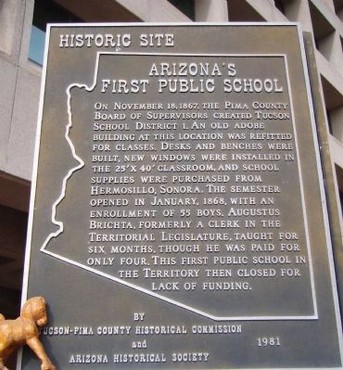 HISTORIC SITE
ARIZONA'S
FIRST PUBLIC SCHOOL
ON NOVEMBER 18, 1867, THE PIMA COUNTY
BOARD OF SUPERVISORS CREATED TUCSON
SCHOOL DISTRICT 1. AN OLD ADOBE
BUILDING AT THIS LOCATION WAS REFITTED
FOR CLASSES. DESKS AND BENCHES WERE
BUILT, NEW WINDOWS WERE INSTALLED IN
THE 25' X 40' CLASSROOM, AND SCHOOL
SUPPLIES WERE PURCHASED FROM
HERMOSILLO, SONORA. THE SEMESTER
OPENED IN JANUARY, 1868, WITH AN
ENROLLMENT OF 55 BOYS. AUGUSTUS
BRICHTA, FORMERLY A CLERK IN THE
TERRITORIAL LEGISLATURE, TAUGHT FOR
SIX MONTHS, THOUGH HE WAS PAID FOR
ONLY FOUR. THIS FIRST PUBLIC SCHOOL IN
THE TERRITORY THEN CLOSED FOR
LACK OF FUNDING.
BY
TUCSON-PIMA COUNTY HISTORICAL COMMISSION
and
ARIZONA HISTORICAL SOCIETY
1981